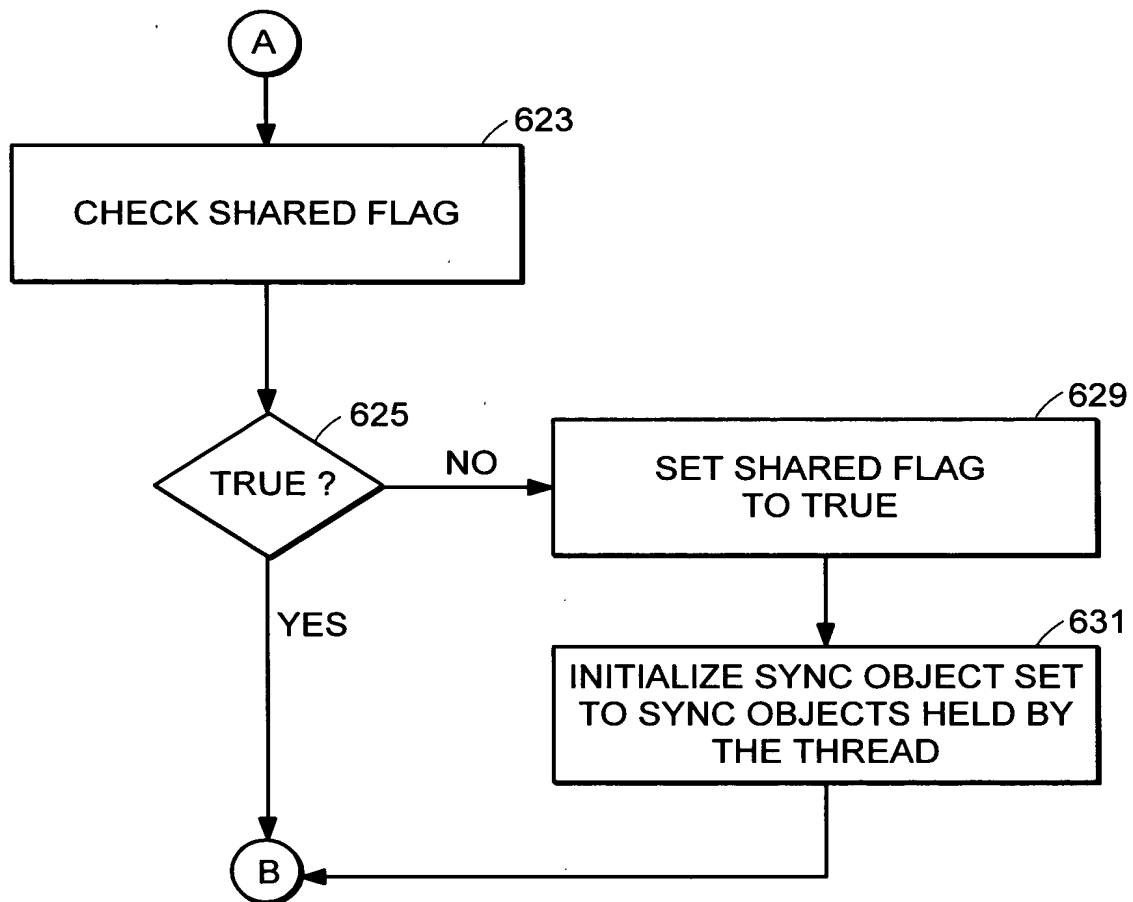 A
623
CHECK SHARED FLAG
625
TRUE ?
NO
YES
629
SET SHARED FLAG
TO TRUE
631
INITIALIZE SYNC OBJECT SET
TO SYNC OBJECTS HELD BY
THE THREAD
B